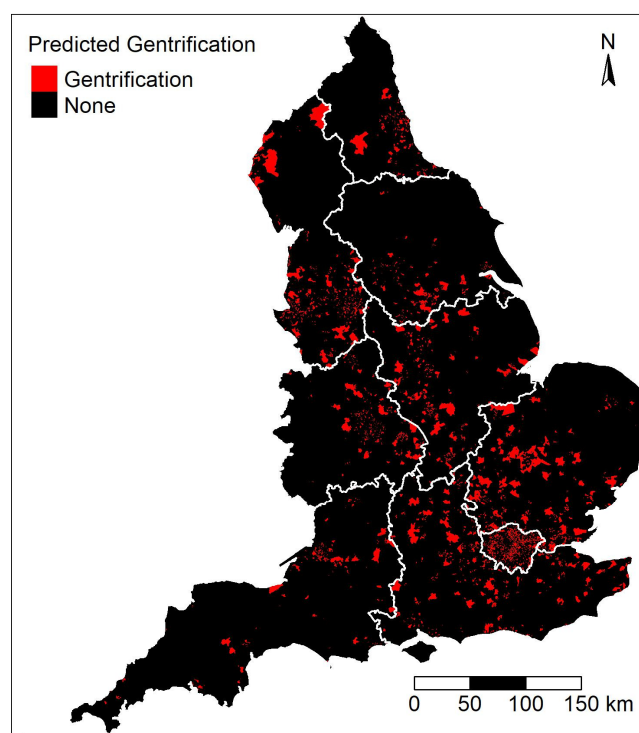 Predicted Gentrification
Gentrification
None
N
0 50 100 150 km